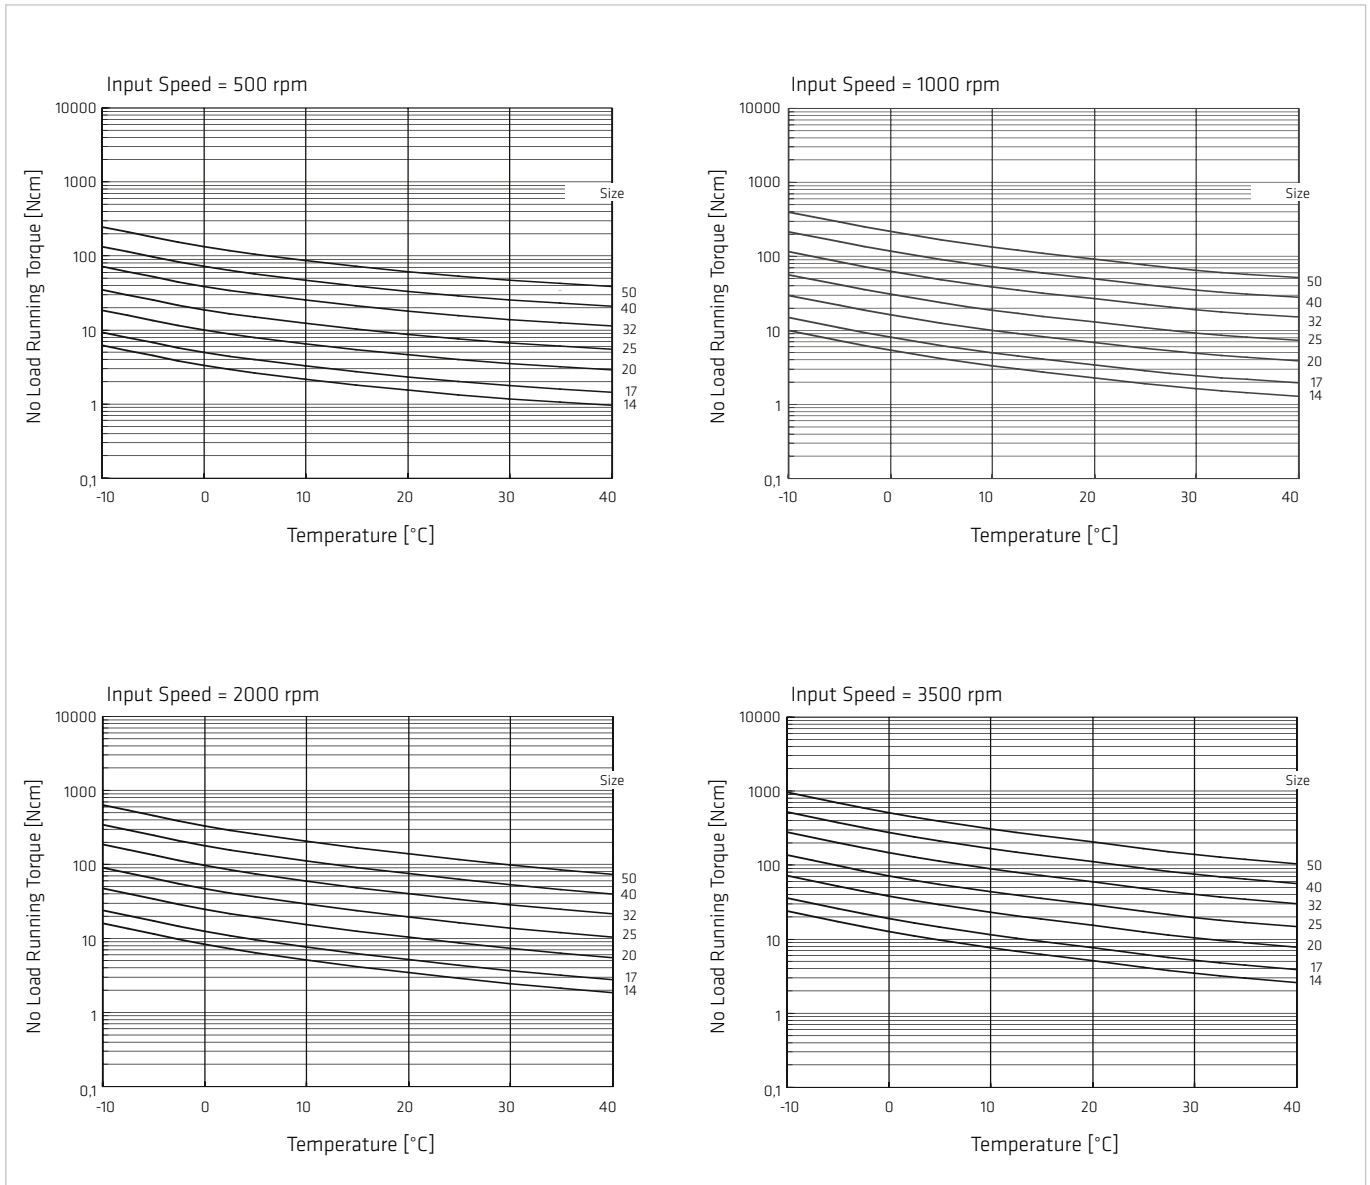 Input Speed = 500 rpm
No Load Running Torque [Ncm]
10000
1000
100
10
1
0,1
Size
50
40
32
25
20
17
14
-10 0 10 20 30 40
Temperature [°C]
Input Speed = 1000 rpm
No Load Running Torque [Ncm]
10000
1000
100
10
1
0,1
Size
50
40
32
25
20
17
14
-10 0 10 20 30 40
Temperature [°C]
Input Speed = 2000 rpm
No Load Running Torque [Ncm]
10000
1000
100
10
1
0,1
Size
50
40
32
25
20
17
14
-10 0 10 20 30 40
Temperature [°C]
Input Speed = 3500 rpm
No Load Running Torque [Ncm]
10000
1000
100
10
1
0,1
Size
50
40
32
25
20
17
14
-10 0 10 20 30 40
Temperature [°C]